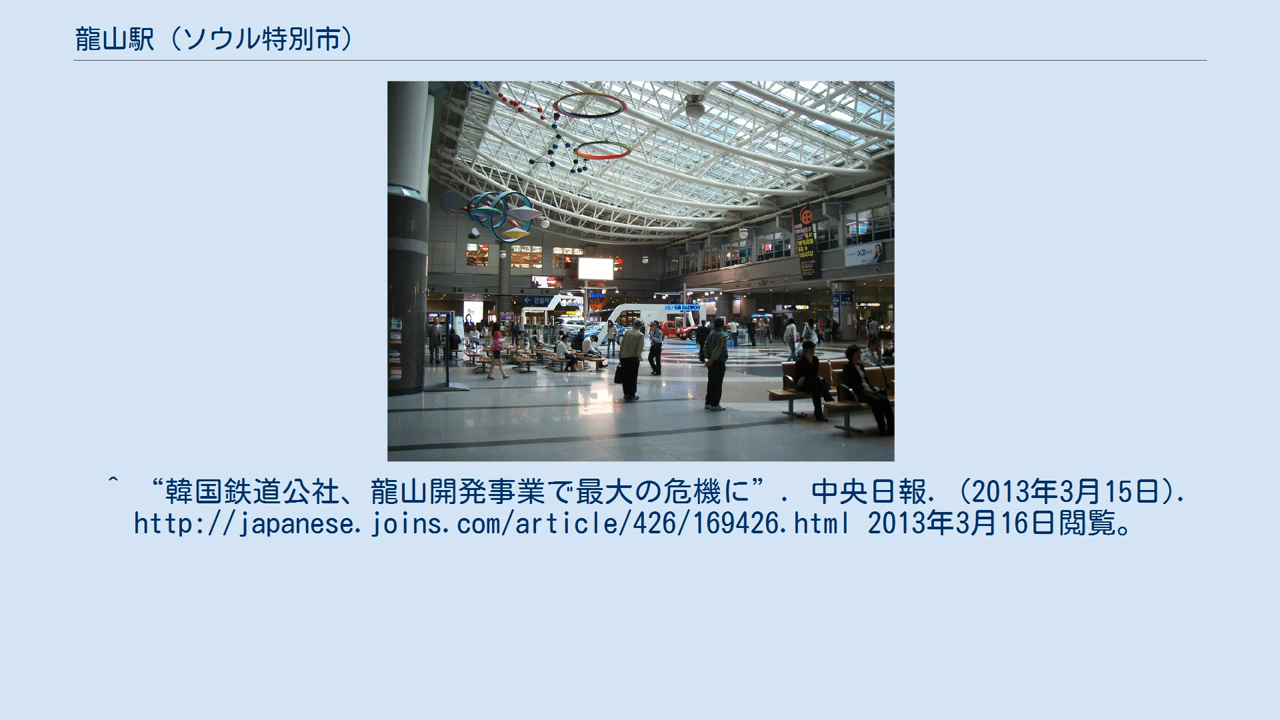 龍山駅（ソウル特別市）
^ “韓国鉄道公社、龍山開発事業で最大の危機に”. 中央日報. (2013年3月15日).
http://japanese.joins.com/article/426/169426.html 2013年3月16日閲覧。